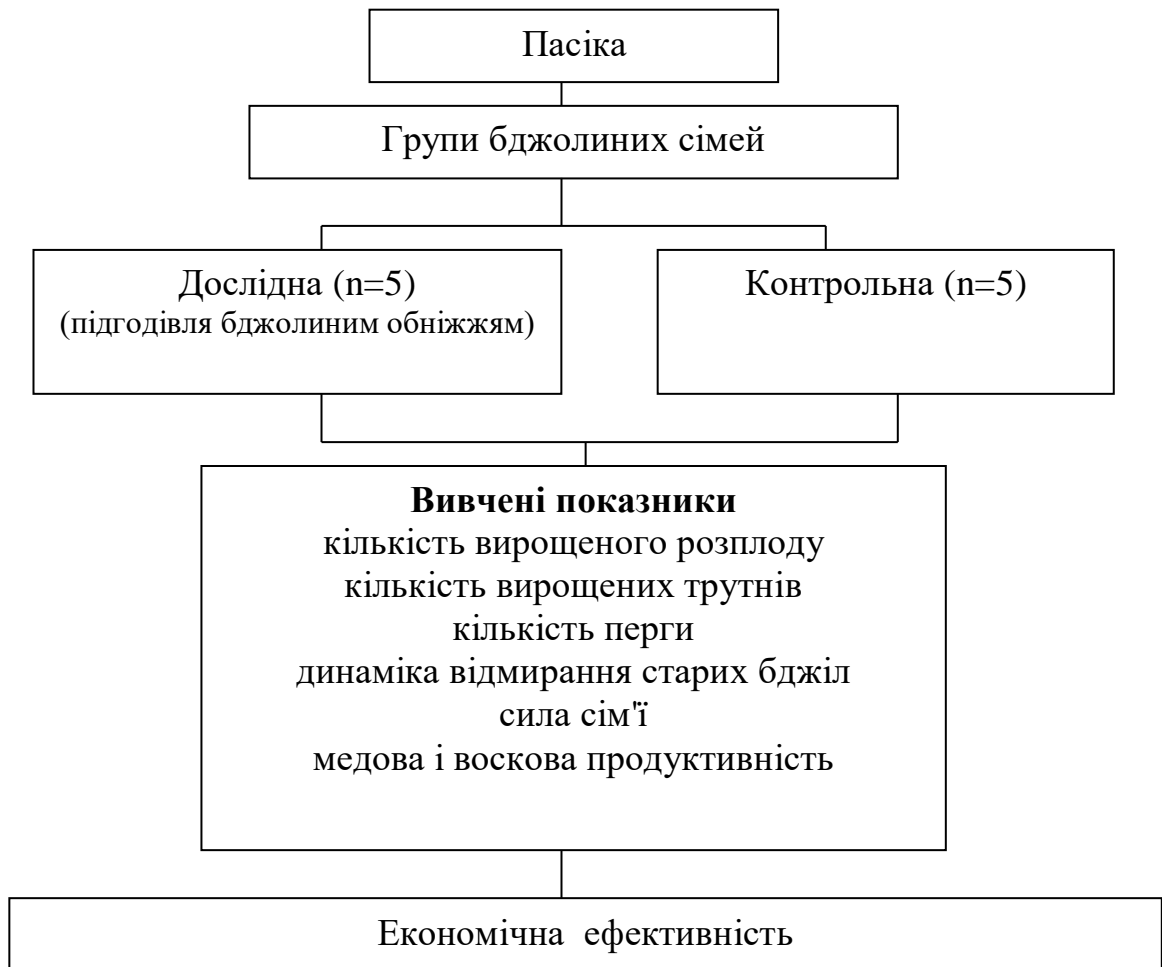 Пасіка
Групи бджолиних сімей
Дослідна (n=5)
(підгодівля бджолиним обніжжям)
Контрольна (n=5)
Вивчені показники
кількість вирощеного розплоду
кількість вирощених трутнів
кількість перги
динаміка відмирання старих бджіл
сила сім'ї
медова і воскова продуктивність
Економічна ефективність